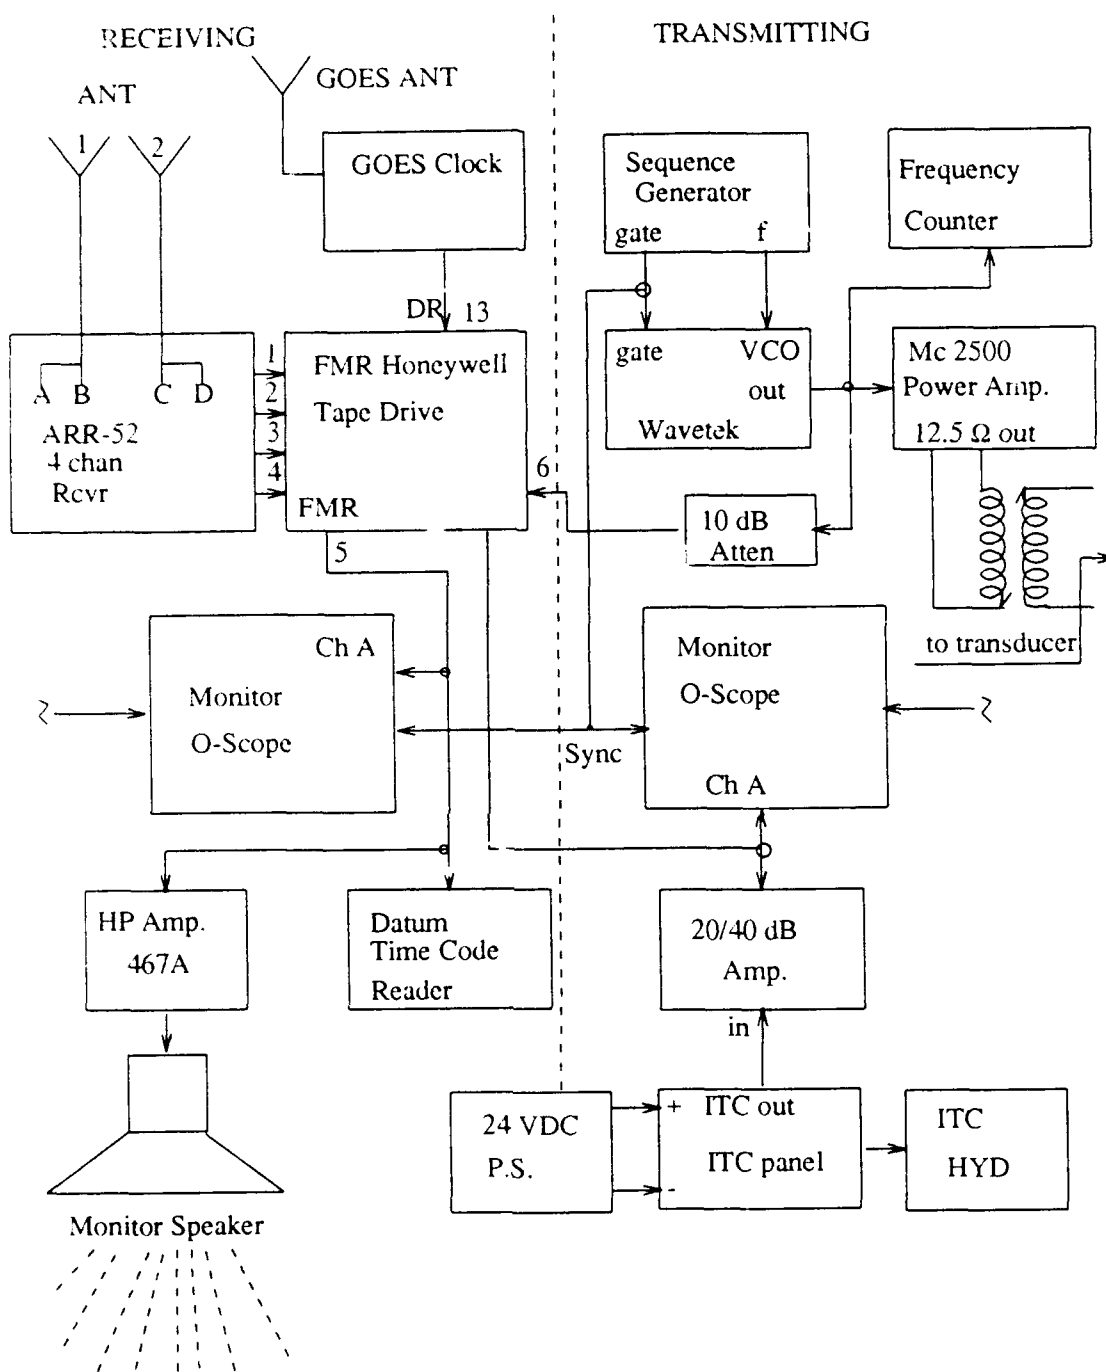 RECEIVING
TRANSMITTING
ANT
GOES ANT
1
2
GOES Clock
Sequence
Generator
gate
f
Frequency
Counter
DR
13
A
B
C
D
ARR-52
4 chan
Rcvr
1
2
3
4
FMR Honeywell
Tape Drive
FMR
5
6
gate
VCO
out
Wavetek
Mc 2500
Power Amp.
12.5 Ω out
10 dB
Atten
to transducer
Ch A
Monitor
O-Scope
Sync
Monitor
O-Scope
Ch A
HP Amp.
467A
Datum
Time Code
Reader
20/40 dB
Amp.
in
24 VDC
P.S.
+
-
ITC out
ITC panel
ITC
HYD
Monitor Speaker